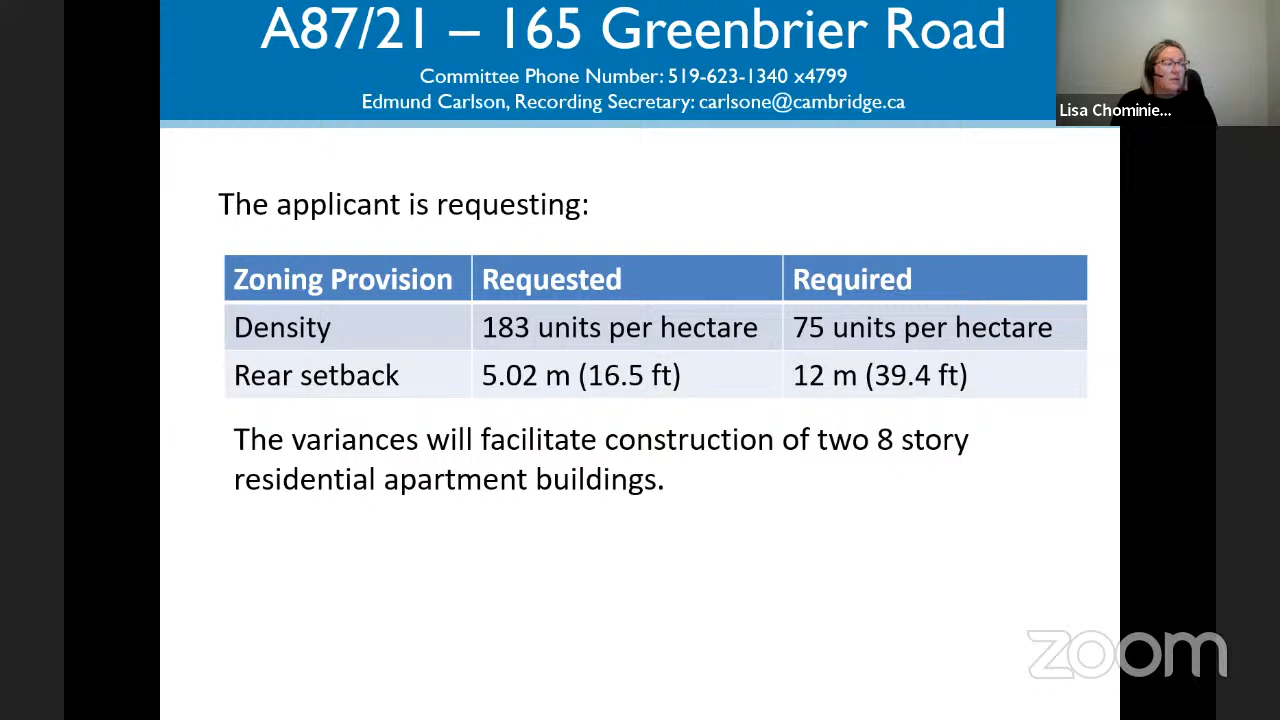 A87/21 – 165 Greenbrier Road
Committee Phone Number: 519-623-1340 x4799
Edmund Carlson, Recording Secretary: carlsone@cambridge.ca
Lisa Chominie...
The applicant is requesting:
Zoning Provision Requested Required
Density 183 units per hectare 75 units per hectare
Rear setback 5.02 m (16.5 ft) 12 m (39.4 ft)
The variances will facilitate construction of two 8 story
residential apartment buildings.
zoom